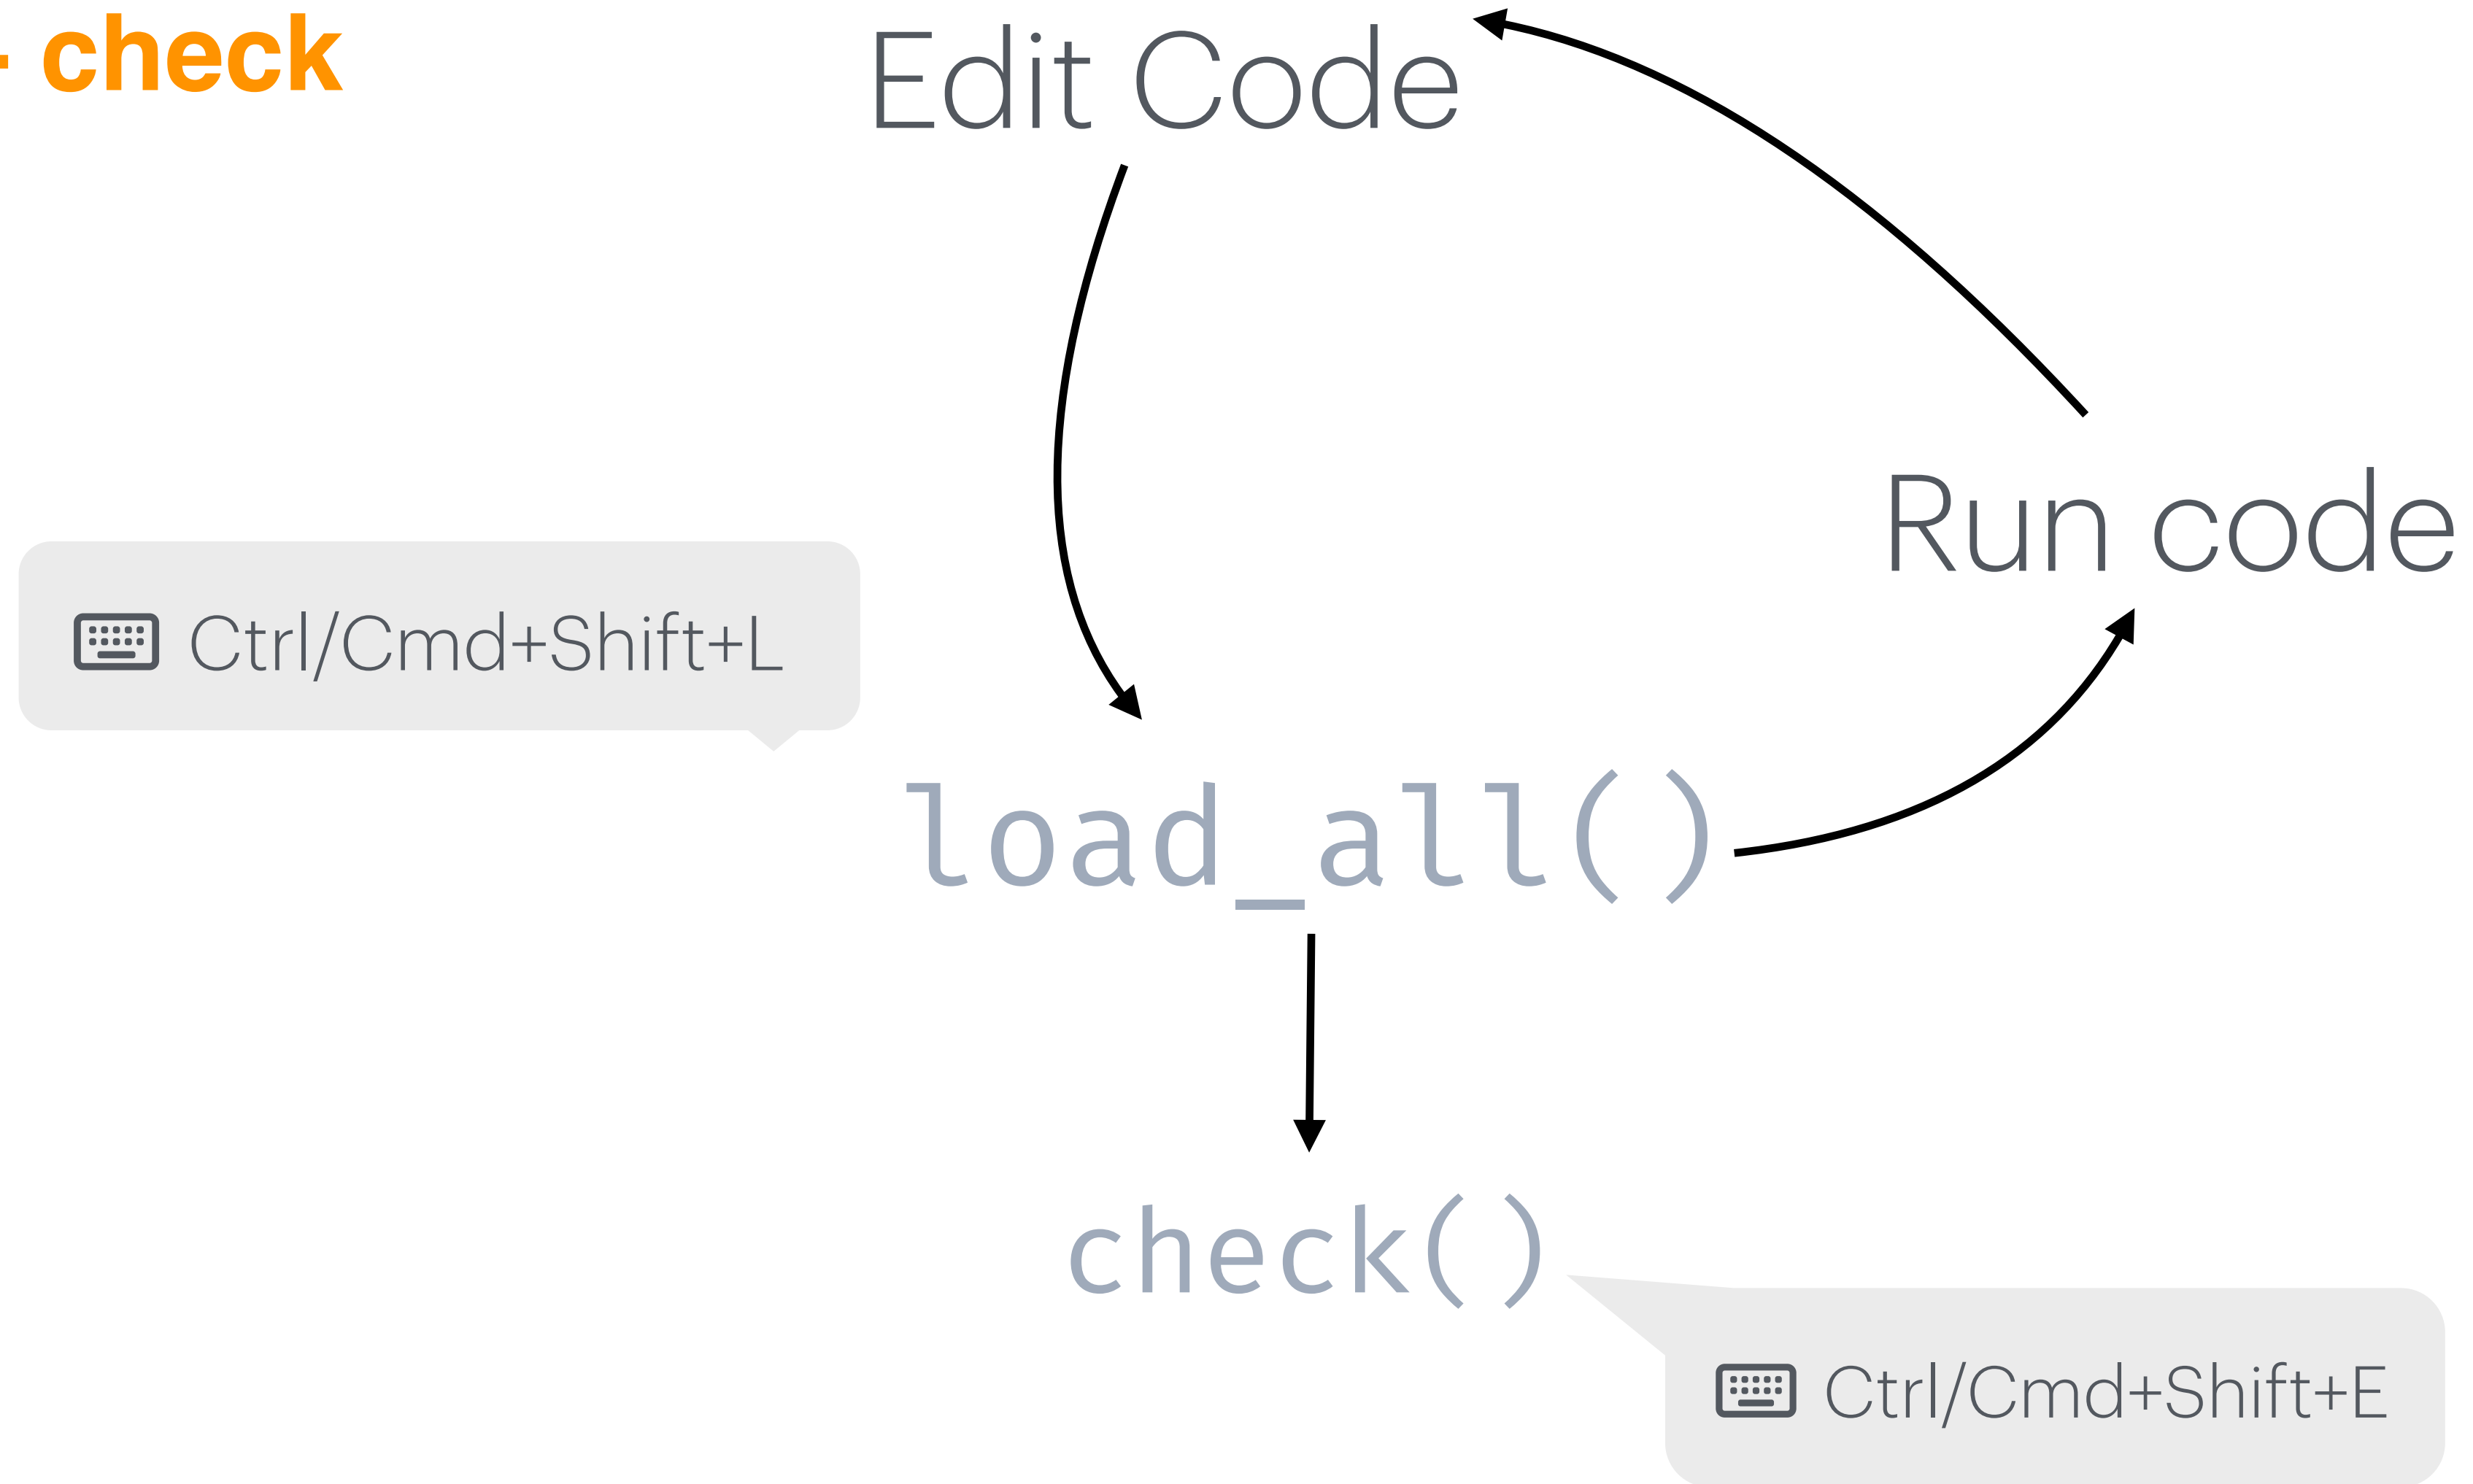 - check
Edit Code
Run code
Ctrl/Cmd+Shift+L
load_all()
check()
Ctrl/Cmd+Shift+E